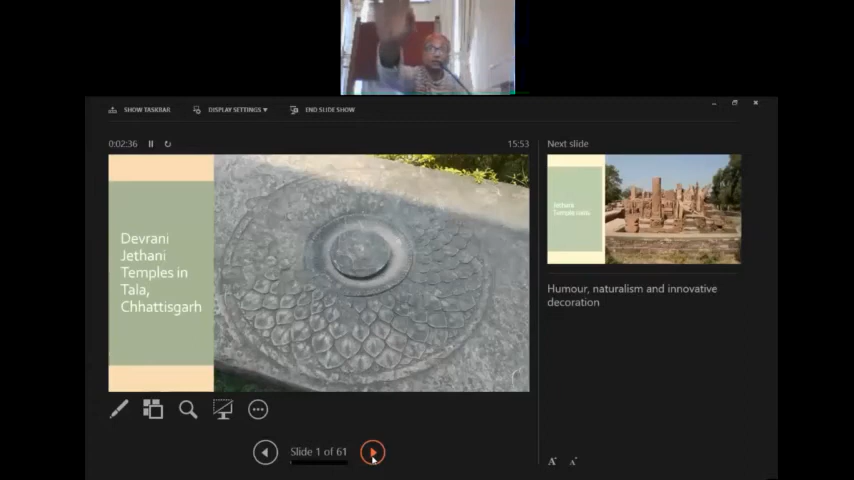 SHOW TASKBAR
DISPLAY SETTINGS
END SLIDE SHOW
0:02:36
15:53
Next slide
Devrani
Jethani
Temples in
Tala,
Chhattisgarh
Jethani
Humour, naturalism and innovative
decoration
Slide 1 of 61
A A